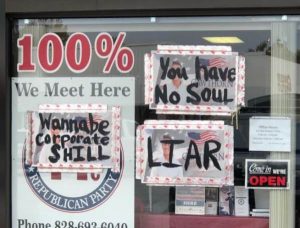 100%
We Meet Here
Wannabe
Corporate
SHILL
REPUBLICAN PARTY
Phone 828-693-6040
You have
No Soul
LIAR
Come in WE'RE
OPEN